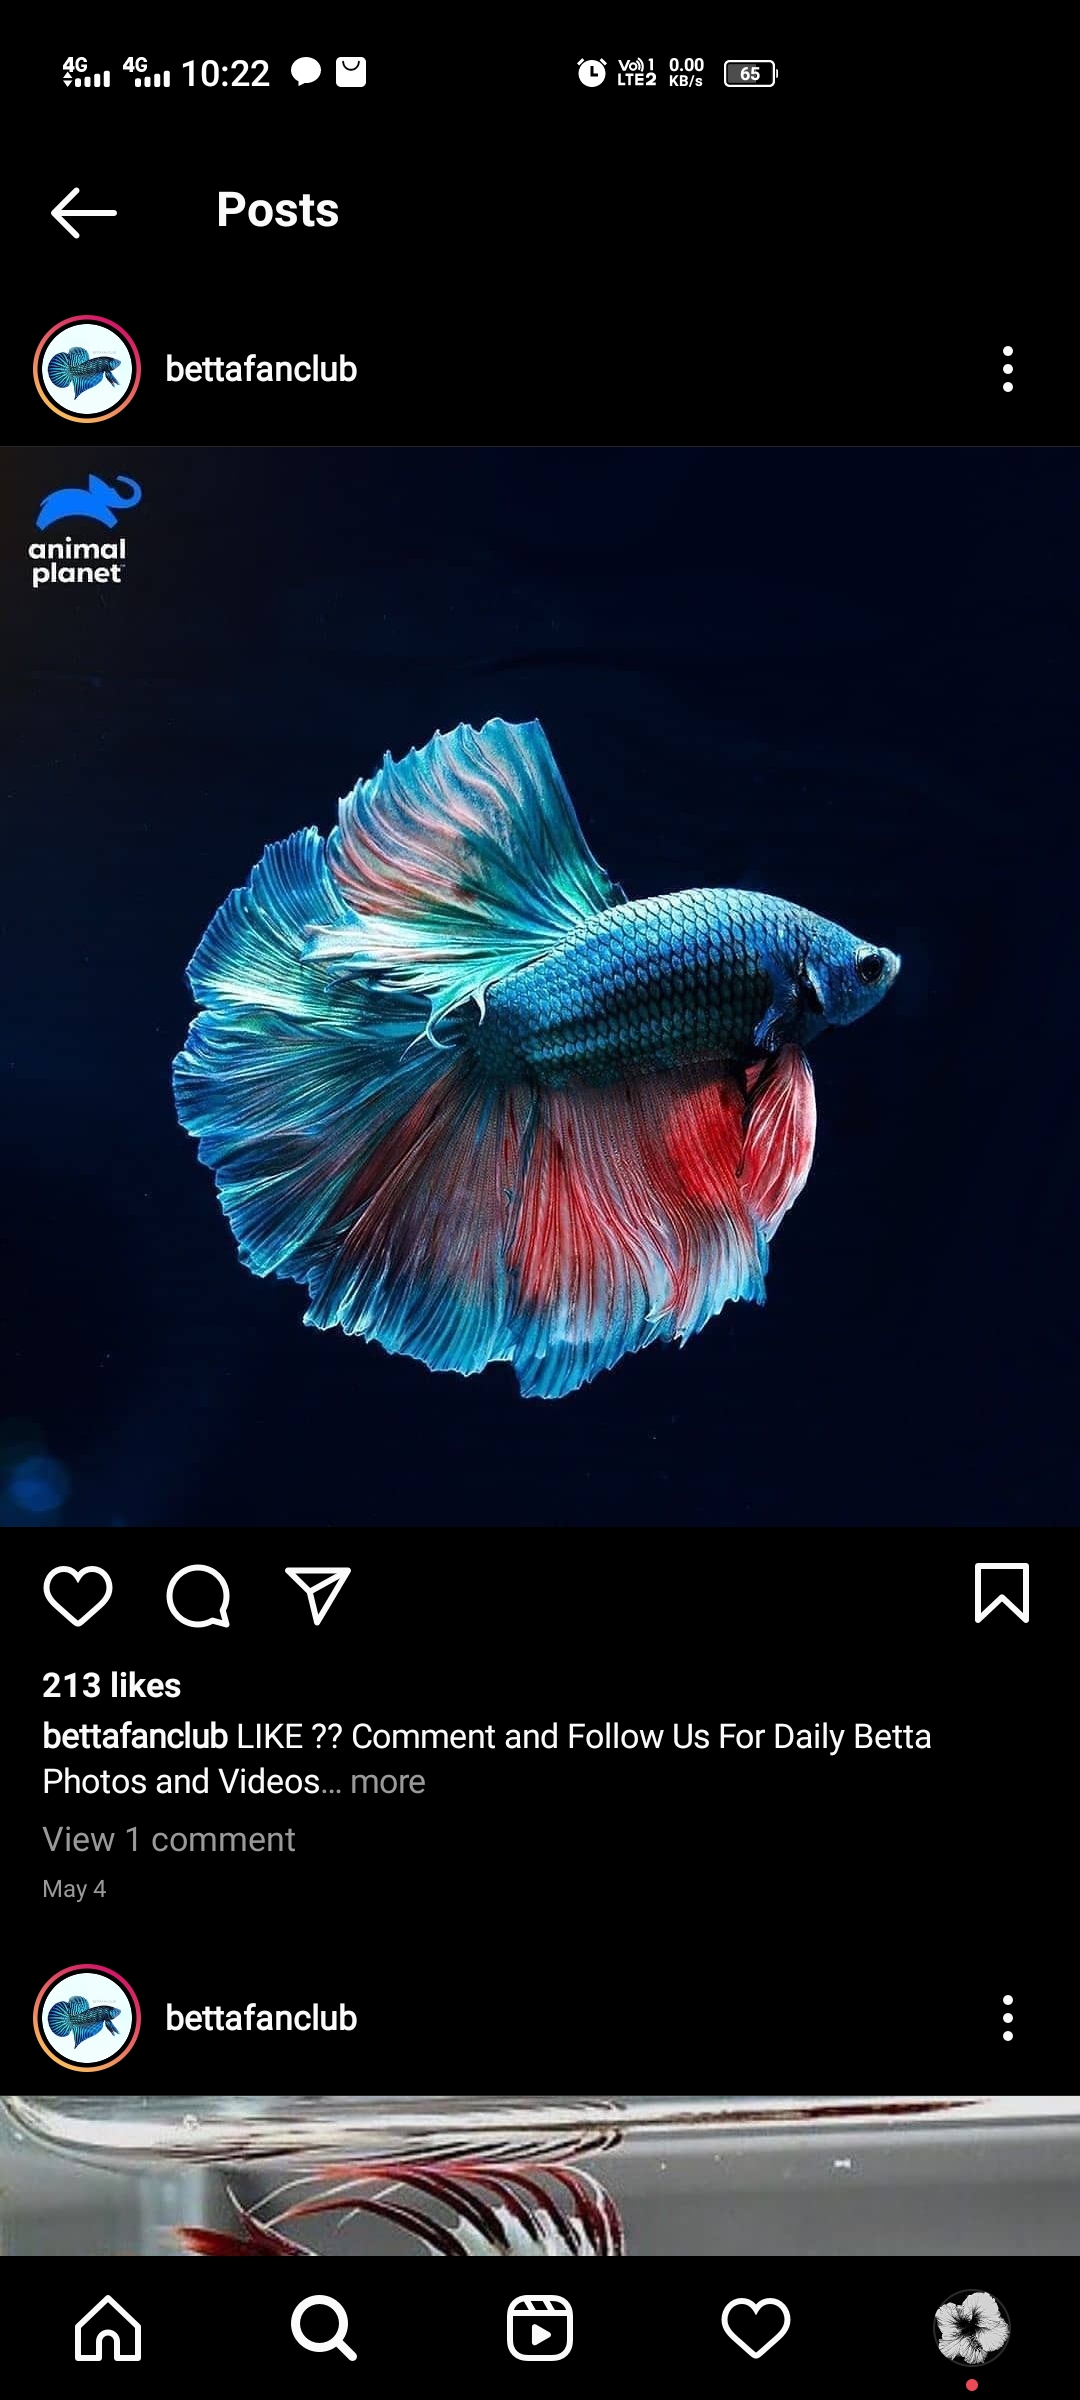 4G 4G 10:22 Vo) 1 LTE2 0.00 KB/s 65
Posts
bettafanclub
animal
planet
213 likes
bettafanclub LIKE ?? Comment and Follow Us For Daily Betta
Photos and Videos... more
View 1 comment
May 4
bettafanclub